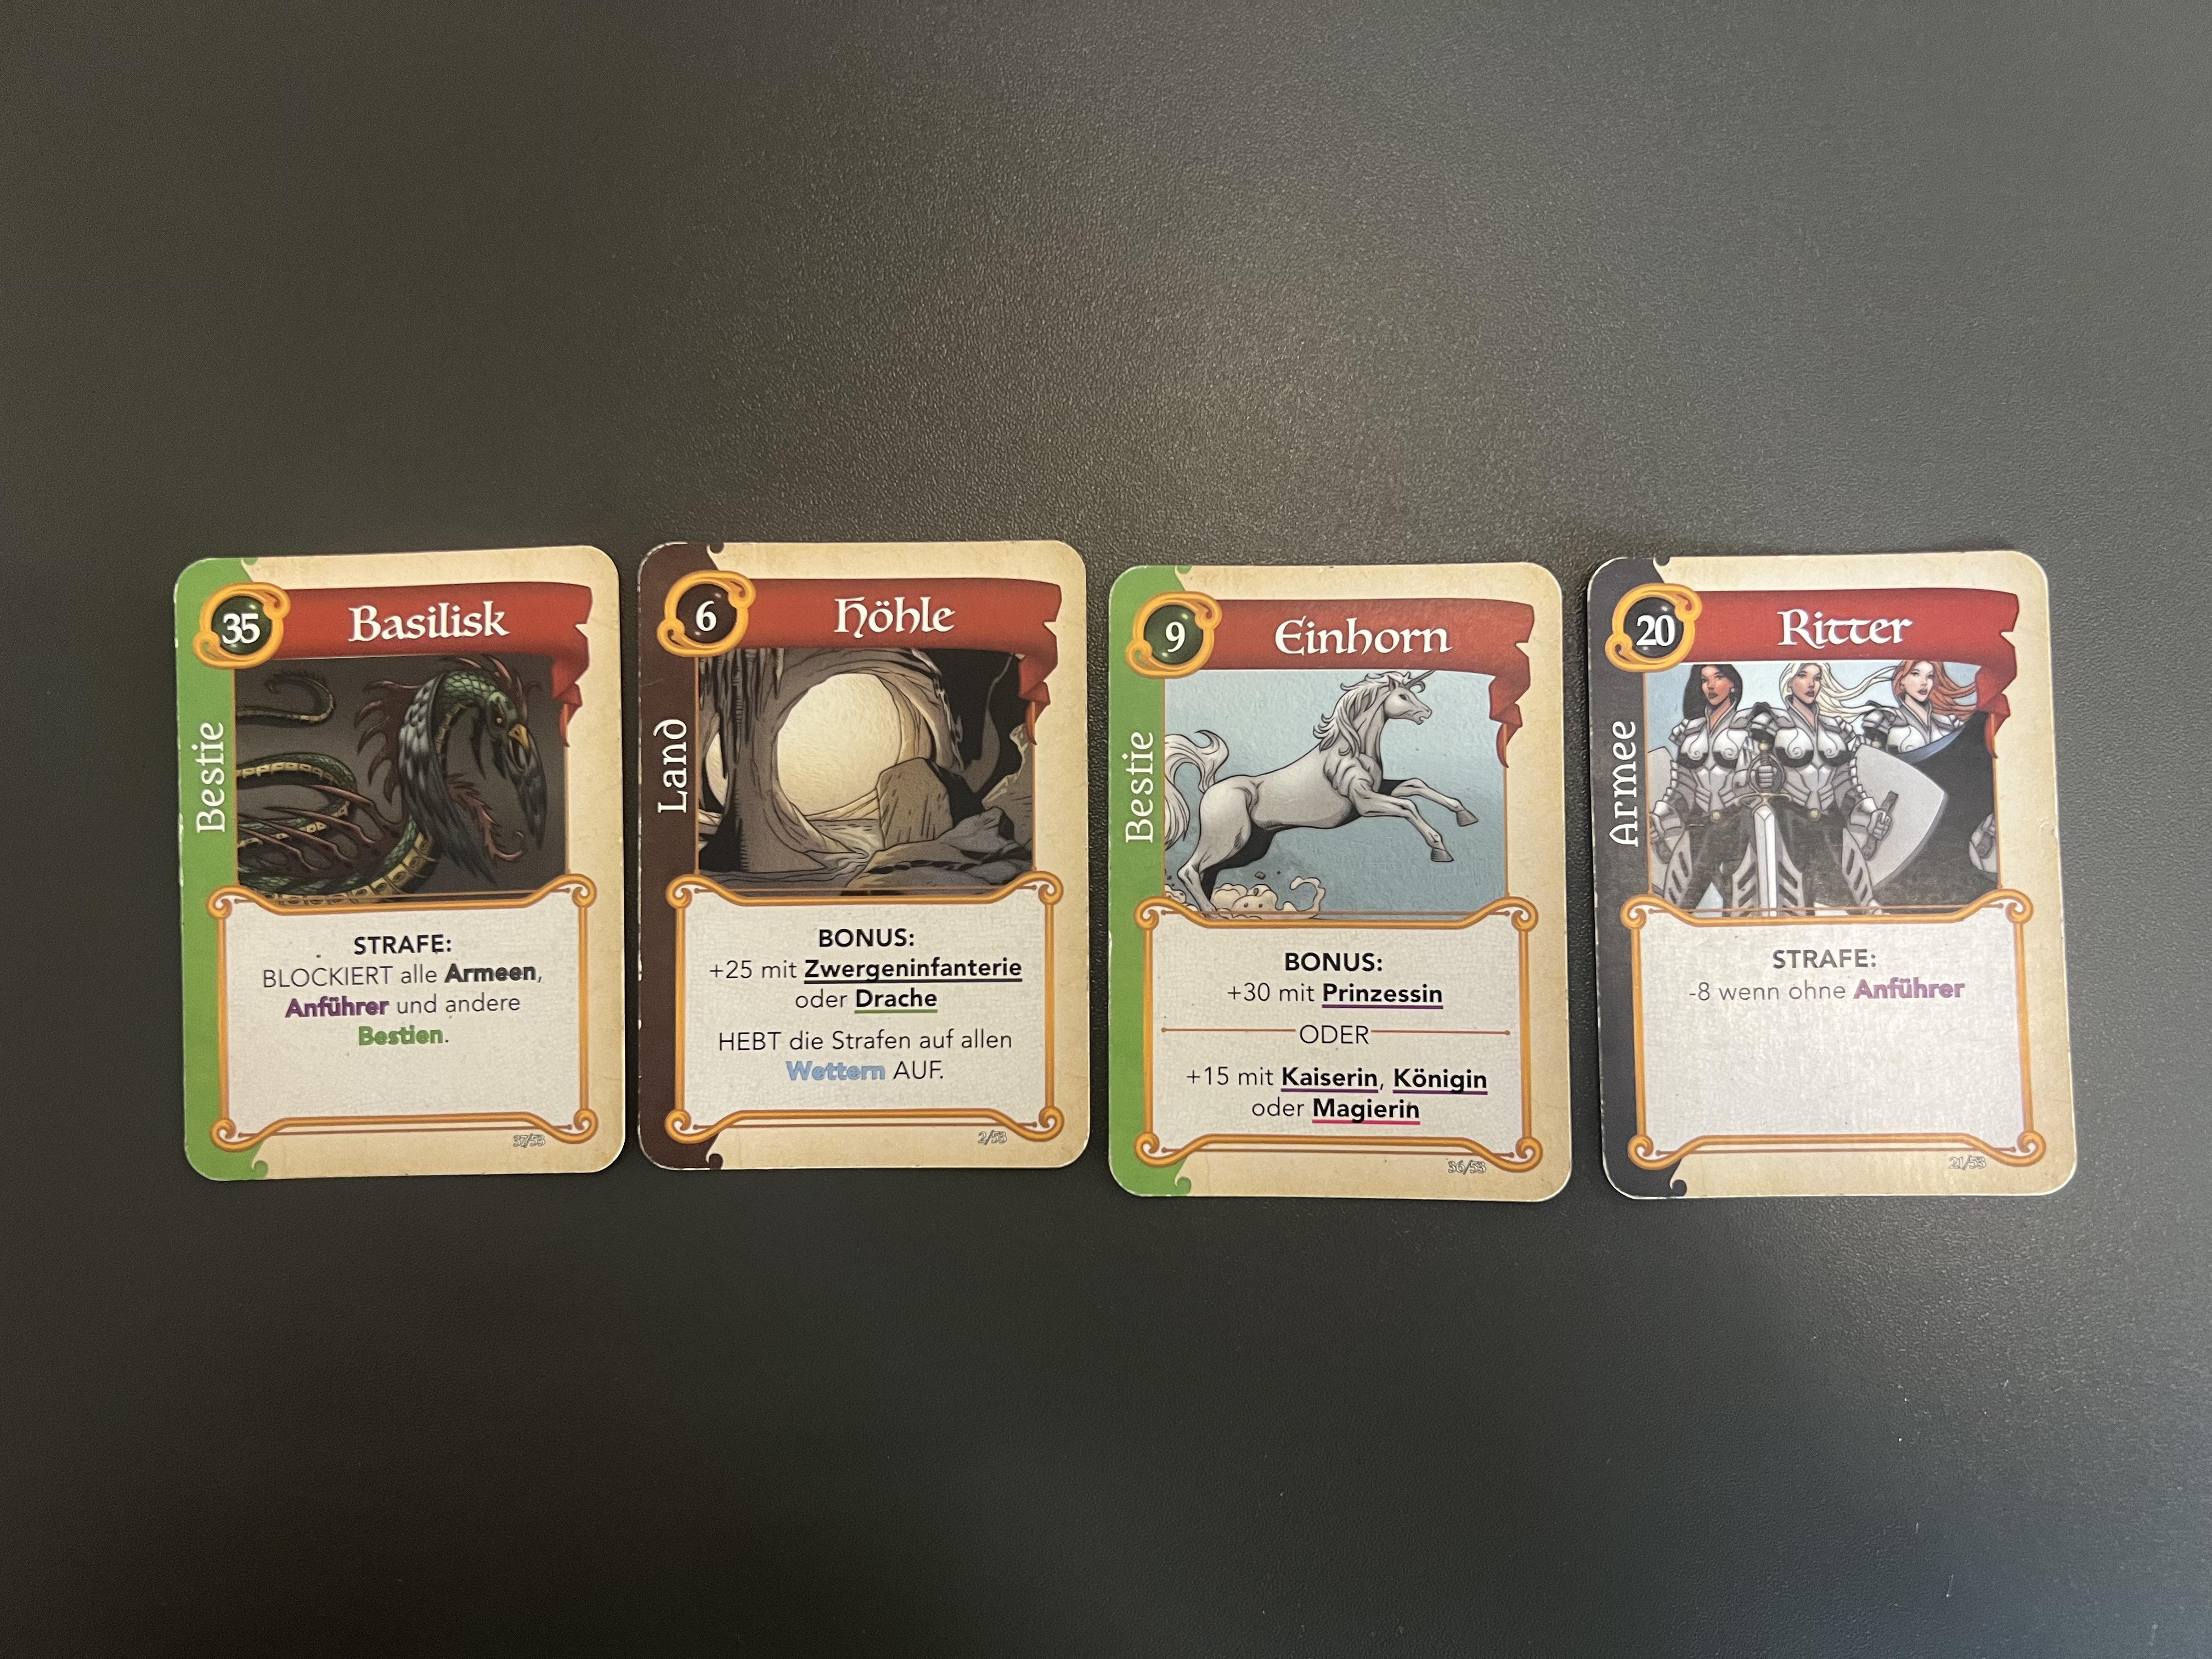 Bestie
35
Basilisk
STRAFE:
BLOCKIERT alle Armeen,
Anführer und andere
Bestien.
37/53
Land
6
Höhle
BONUS:
+25 mit Zwergeninfanterie
oder Drache
HEBT die Strafen auf allen
Wettern AUF.
2/53
Bestie
9
Einhorn
BONUS:
+30 mit Prinzessin
ODER
+15 mit Kaiserin, Königin
oder Magierin
36/53
Armee
20
Ritter
STRAFE:
-8 wenn ohne Anführer
21/53